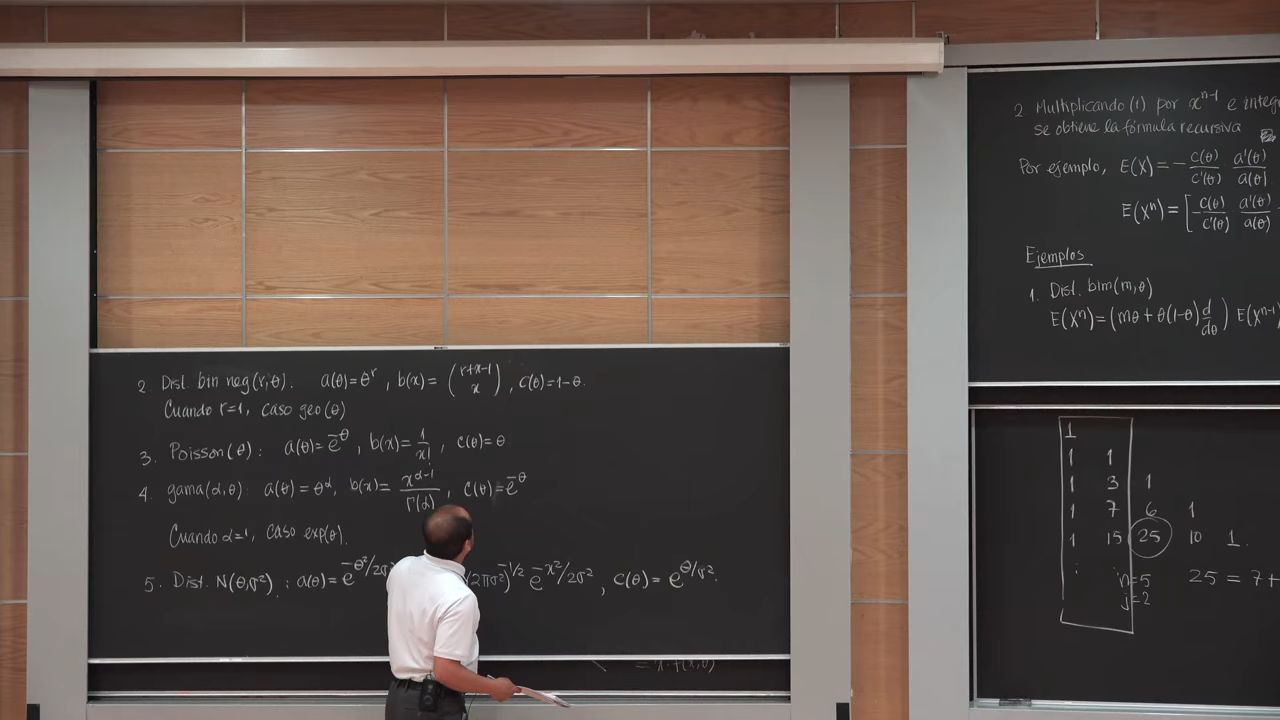 2 Dist. bin neg(r,θ). a(θ)=θ^r, b(x)=(r+x-1 x), c(θ)=1-θ.
Cuando r=1, caso geo(θ)
3. Poisson(θ): a(θ)=e^-θ, b(x)=1/x!, c(θ)=θ
4. gama(α,θ): a(θ)=θ^α, b(x)=x^(α-1)/Γ(α), c(θ)=e^-θ
Cuando α=1, caso exp(θ).
5. Dist. N(θ,σ²): a(θ)=e^-θ²/2σ² (2πσ²)^-1/2 e^-x²/2σ², c(θ)=e^θ/σ².
= x·f(x,θ)
2 Multiplicando (1) por x^n-1 e
se obtiene la fórmula recursiva
Por ejemplo, E(X)=-c(θ)/c'(θ) a'(θ)/a(θ)
E(X^n)=[-c(θ)/c'(θ) a'(θ)/a(θ)
Ejemplos
1. Dist. bim(m,θ)
E(X^n)=(mθ+θ(1-θ)d/dθ) E(X^n-1)
1
1 1
1 3 1
1 7 6 1
1 15 25 10 1.
n=5 25=7+
j=2